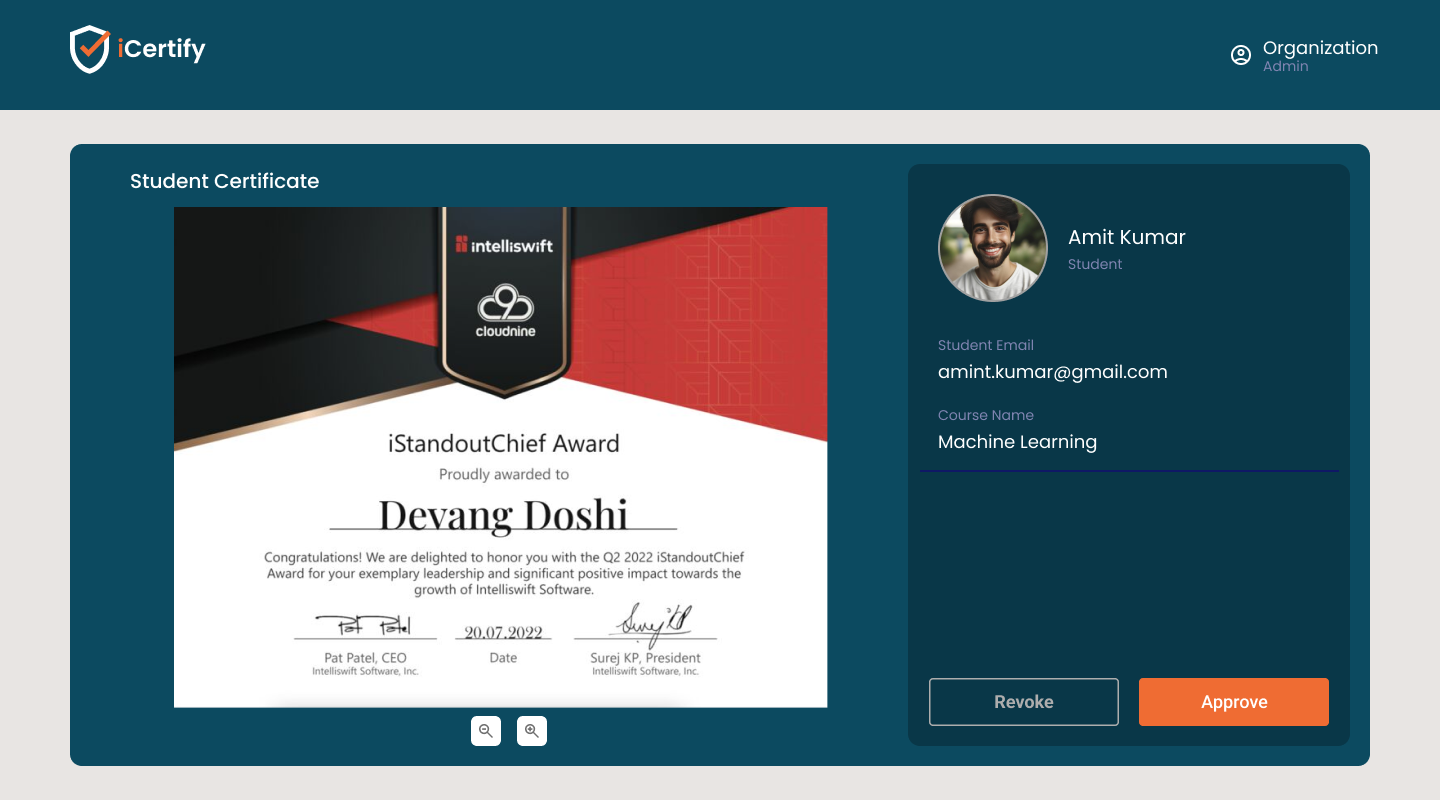 iCertify
Organization
Admin
Student Certificate
intelliswift
cloudnine
iStandoutChief Award
Proudly awarded to
Devang Doshi
Congratulations! We are delighted to honor you with the Q2 2022 iStandoutChief
Award for your exemplary leadership and significant positive impact towards the
growth of Intelliswift Software.
Pat Patel
20.07.2022
Surej KP
Pat Patel, CEO
Date
Surej KP, President
Intelliswift Software, Inc.
Intelliswift Software, Inc.
Amit Kumar
Student
Student Email
amint.kumar@gmail.com
Course Name
Machine Learning
Revoke
Approve